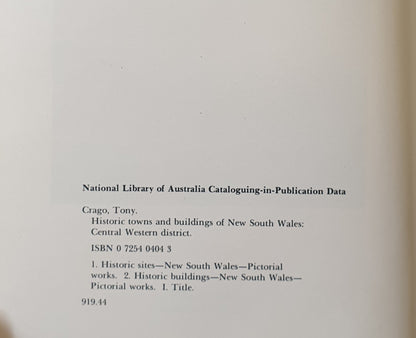 National Library of Australia Cataloguing-in-Publication Data
Crago, Tony.
Historic towns and buildings of New South Wales:
Central Western district.
ISBN 0 7254 0404 3
1. Historic sites—New South Wales—Pictorial
works. 2. Historic buildings—New South Wales—
Pictorial works. I. Title.
919.44